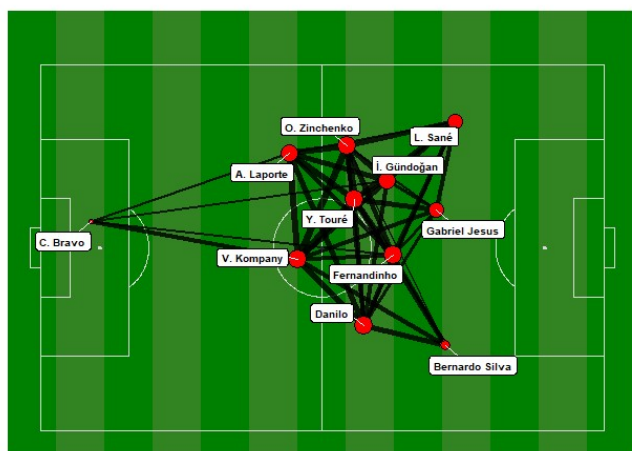 O. Zinchenko
L. Sané
A. Laporte
İ. Gündoğan
Y. Touré
Gabriel Jesus
C. Bravo
V. Kompany
Fernandinho
Danilo
Bernardo Silva